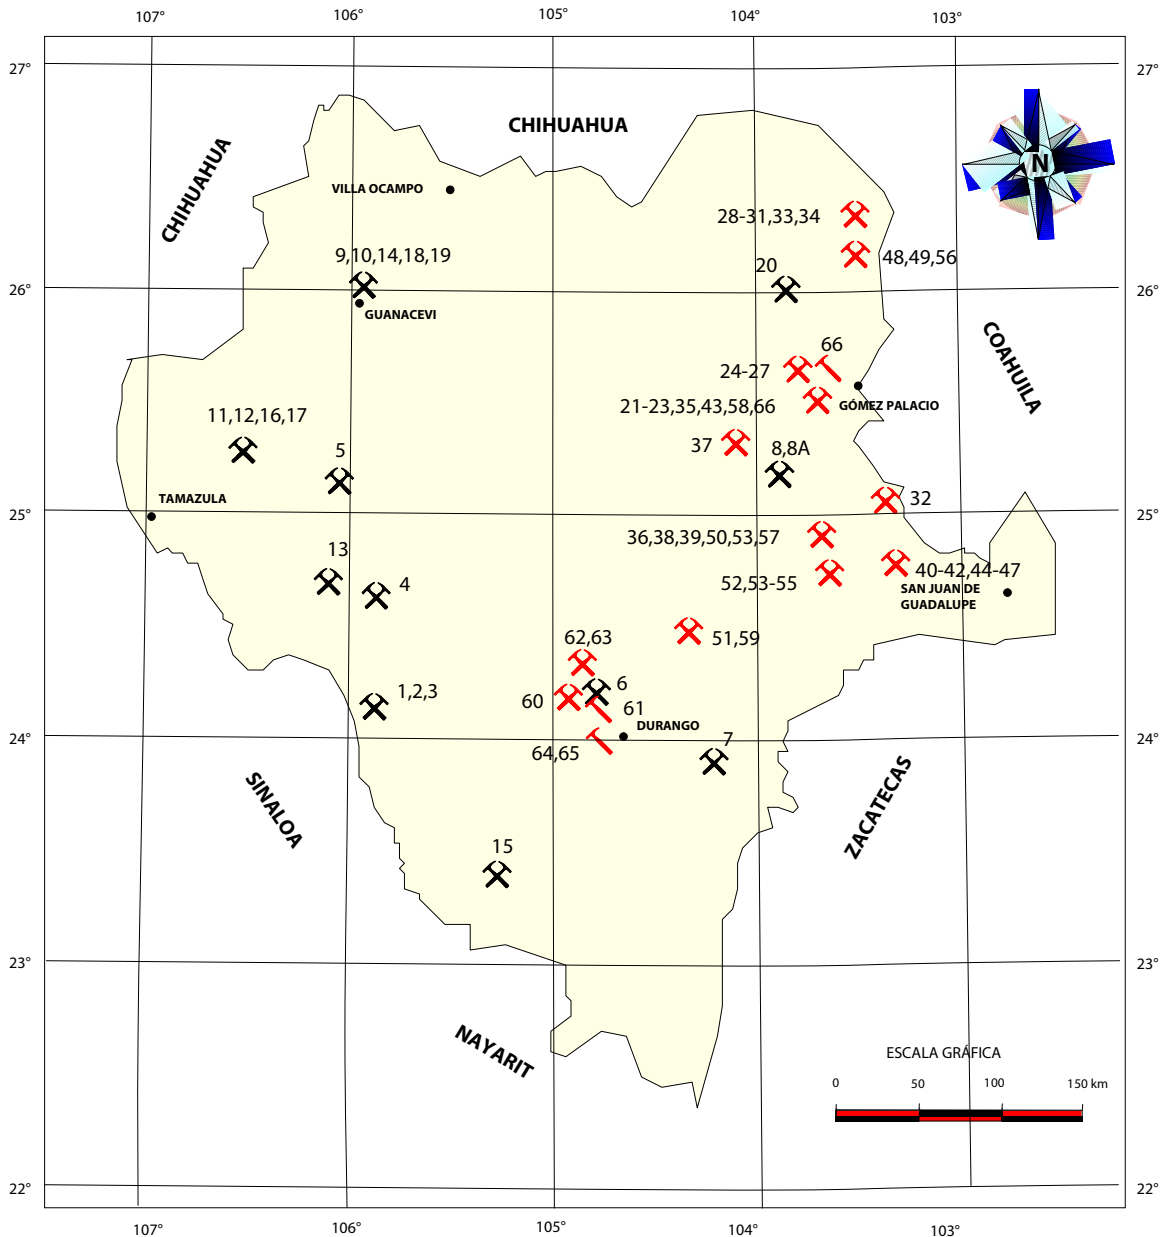 107°
106°
105°
104°
103°
27°
27°
CHIHUAHUA
CHIHUAHUA
N
VILLA OCAMPO
28-31,33,34
48,49,56
9,10,14,18,19
20
26°
26°
GUANACEVI
COAHUILA
66
24-27
21-23,35,43,58,66
GÓMEZ PALACIO
11,12,16,17
37
8,8A
5
TAMAZULA
32
25°
25°
36,38,39,50,53,57
13
40-42,44-47
4
52,53-55
SAN JUAN DE
GUADALUPE
62,63
51,59
6
1,2,3
60
61
DURANGO
24°
24°
7
64,65
SINALOA
ZACATECAS
15
23°
23°
NAYARIT
ESCALA GRÁFICA
0
50
100
150 km
22°
22°
107°
106°
105°
104°
103°